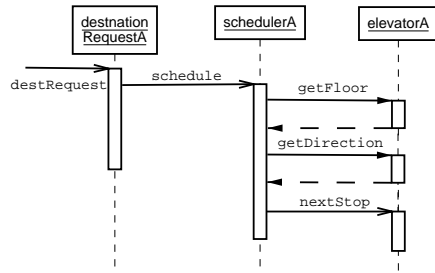 destnation
RequestA
schedulerA
elevatorA
destRequest
schedule
getFloor
getDirection
nextStop